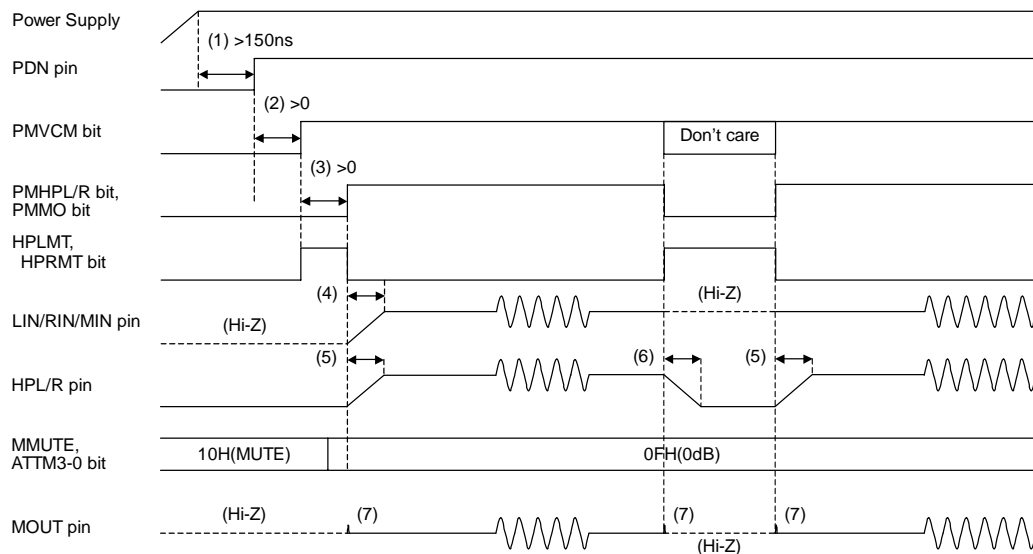 Power Supply
(1) >150ns
PDN pin
(2) >0
PMVCM bit
Don't care
(3) >0
PMHPL/R bit,
PMMO bit
HPLMT,
HPRMT bit
(4)
(Hi-Z)
(Hi-Z)
LIN/RIN/MIN pin
(5)
(6)
(5)
HPL/R pin
MMUTE,
ATTM3-0 bit
10H(MUTE)
0FH(0dB)
(Hi-Z)
(7)
(7)
(7)
MOUT pin
(Hi-Z)